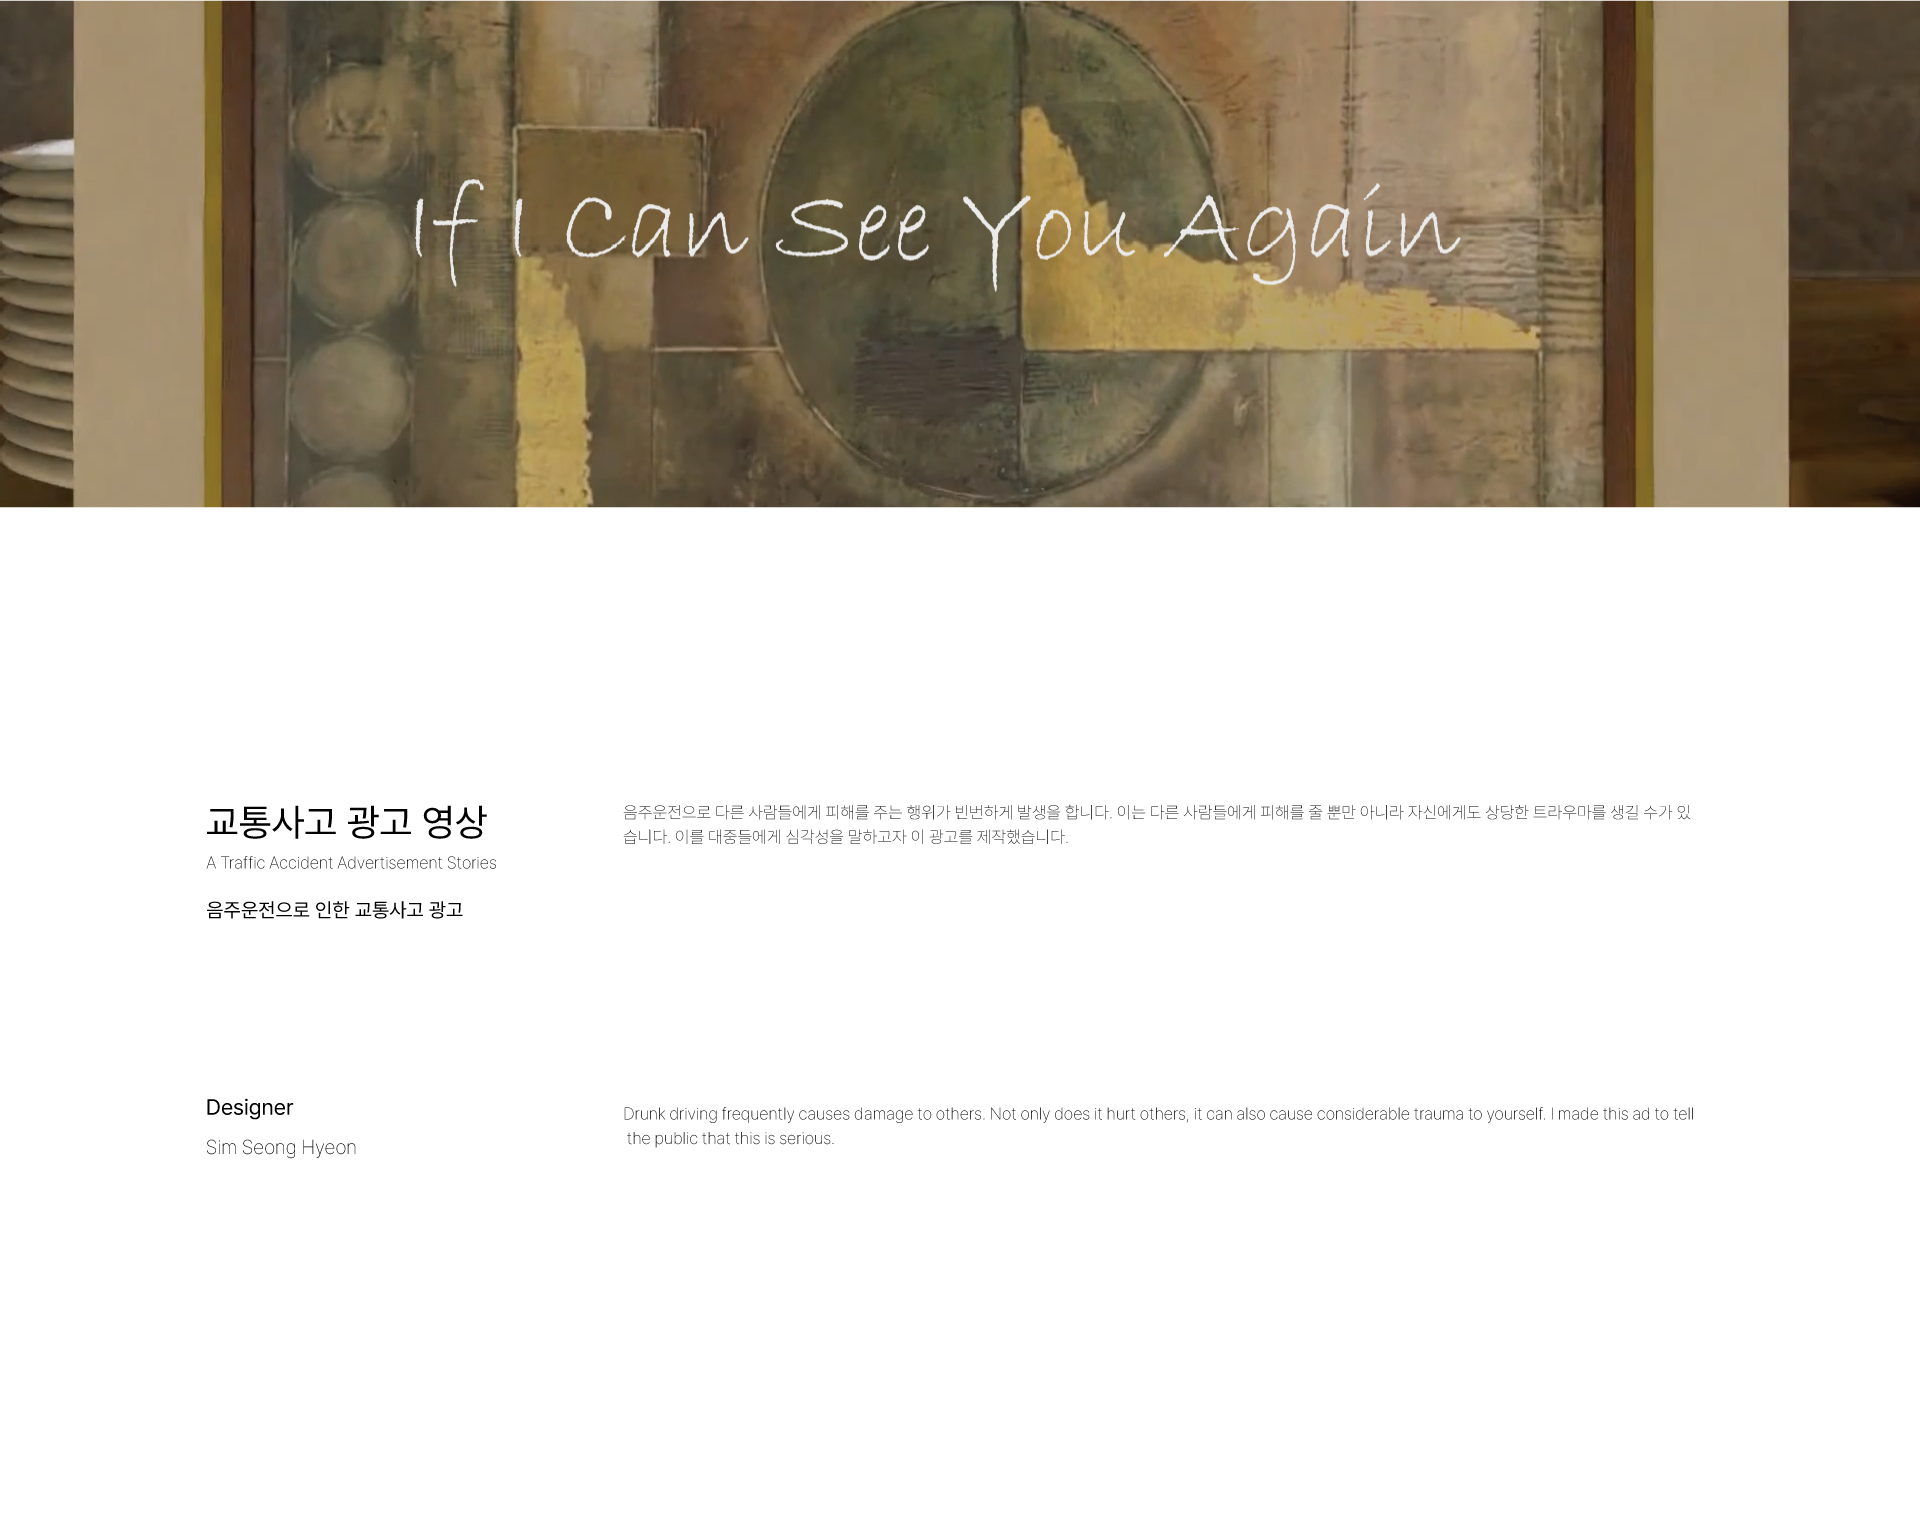 If I Can See You Again
교통사고 광고 영상
A Traffic Accident Advertisement Stories
음주운전으로 인한 교통사고 광고
음주운전으로 다른 사람들에게 피해를 주는 행위가 빈번하게 발생을 합니다. 이는 다른 사람들에게 피해를 줄 뿐만 아니라 자신에게도 상당한 트라우마를 생길 수가 있
습니다. 이를 대중들에게 심각성을 말하고자 이 광고를 제작했습니다.
Designer
Sim Seong Hyeon
Drunk driving frequently causes damage to others. Not only does it hurt others, it can also cause considerable trauma to yourself. I made this ad to tell
the public that this is serious.